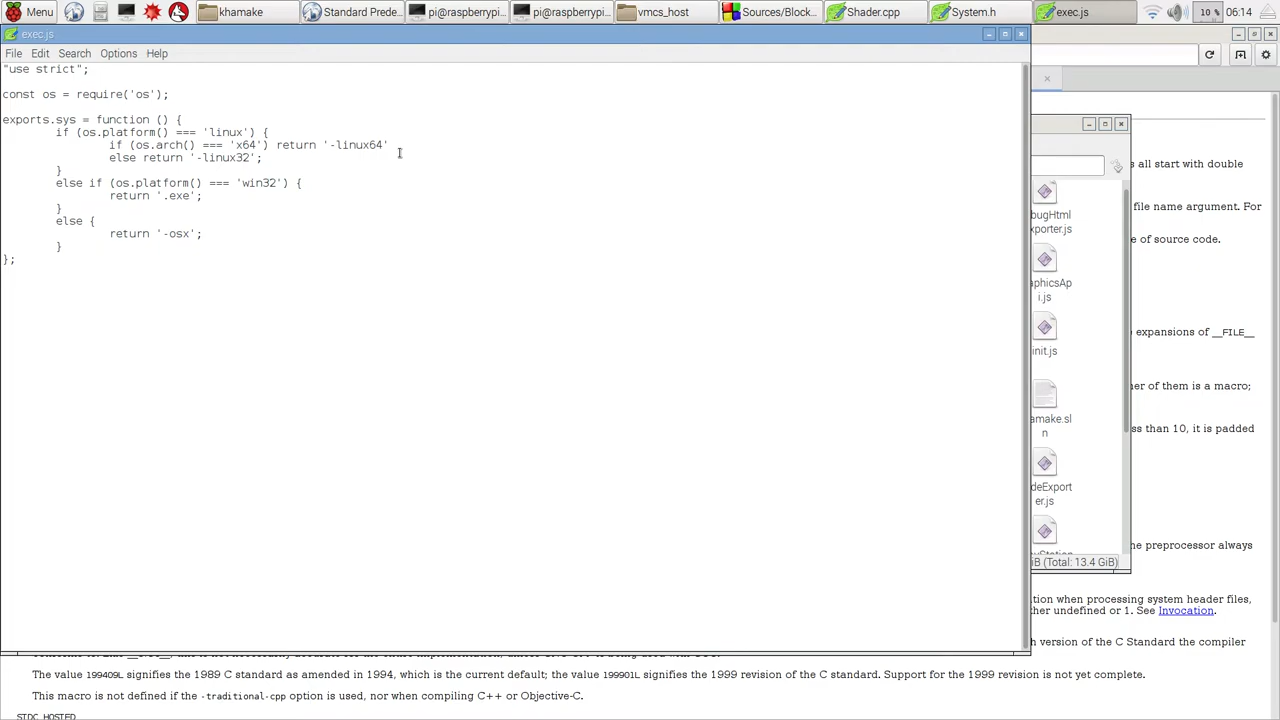 Menu
khamake
Standard Prede
pi@raspberrypi
pi@raspberrypi...
vmcs_host
Sources/Block...
Shader.cpp
System.h
exec.js
10 %
06:14
exec.js
File Edit Search Options Help
"use strict";
const os = require('os');
exports.sys = function () {
if (os.platform() === 'linux') {
if (os.arch() === 'x64') return '-linux64'
else return '-linux32';
}
else if (os.platform() === 'win32') {
return '.exe';
}
else {
return '-osx';
}
};
bugHtml
xporter.js
aphicsAp
i.js
init.js
amake.sl
n
deExport
er.js
iB (Total: 13.4 GiB)
s all start with double
file name argument. For
e of source code.
e expansions of __FILE__
ner of them is a macro;
ss than 10, it is padded
he preprocessor always
tion when processing system header files,
ther undefined or 1. See Invocation.
h version of the C Standard the compiler
The value 199409L signifies the 1989 C standard as amended in 1994, which is the current default; the value 199901L signifies the 1999 revision of the C standard. Support for the 1999 revision is not yet complete.
This macro is not defined if the -traditional-cpp option is used, nor when compiling C++ or Objective-C.